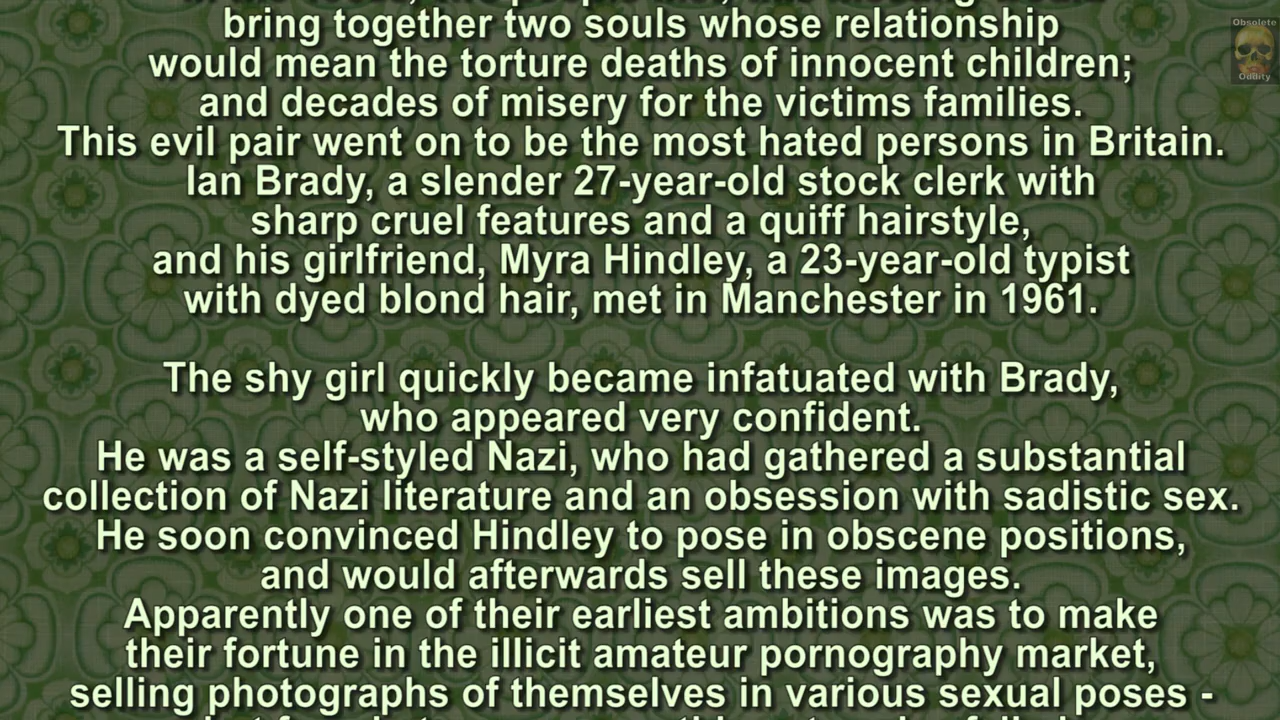 bring together two souls whose relationship
would mean the torture deaths of innocent children;
and decades of misery for the victims families.
This evil pair went on to be the most hated persons in Britain.
Ian Brady, a slender 27-year-old stock clerk with
sharp cruel features and a quiff hairstyle,
and his girlfriend, Myra Hindley, a 23-year-old typist
with dyed blond hair, met in Manchester in 1961.
The shy girl quickly became infatuated with Brady,
who appeared very confident.
He was a self-styled Nazi, who had gathered a substantial
collection of Nazi literature and an obsession with sadistic sex.
He soon convinced Hindley to pose in obscene positions,
and would afterwards sell these images.
Apparently one of their earliest ambitions was to make
their fortune in the illicit amateur pornography market,
selling photographs of themselves in various sexual poses -
Obsolete
Oddity